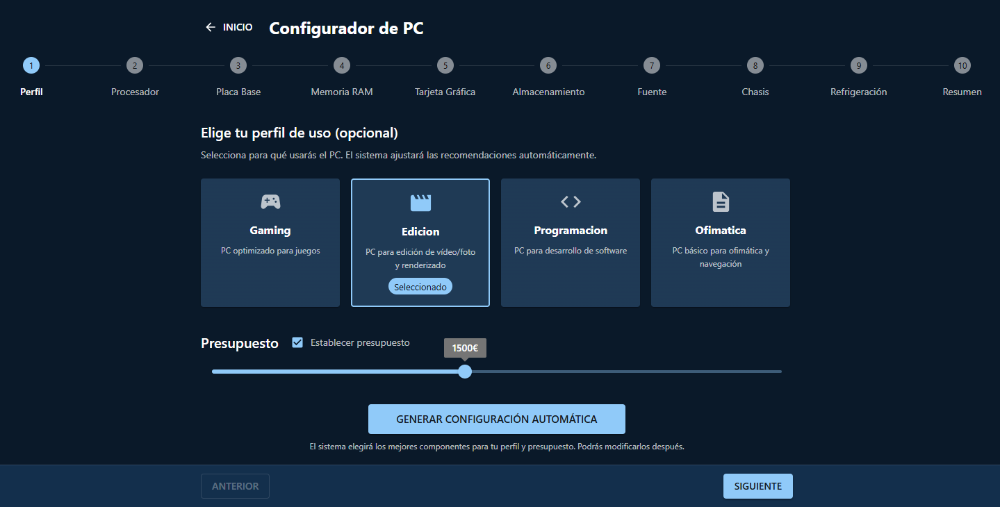 INICIO
Configurador de PC
1
2
3
4
5
6
7
8
9
10
Perfil
Procesador
Placa Base
Memoria RAM
Tarjeta Gráfica
Almacenamiento
Fuente
Chasis
Refrigeración
Resumen
Elige tu perfil de uso (opcional)
Selecciona para qué usarás el PC. El sistema ajustará las recomendaciones automáticamente.
Gaming
PC optimizado para juegos
Edicion
PC para edición de vídeo/foto
y renderizado
Seleccionado
Programacion
PC para desarrollo de software
Ofimatica
PC básico para ofimática y
navegación
Presupuesto
Establecer presupuesto
1500€
GENERAR CONFIGURACIÓN AUTOMÁTICA
El sistema elegirá los mejores componentes para tu perfil y presupuesto. Podrás modificarlos después.
ANTERIOR
SIGUIENTE